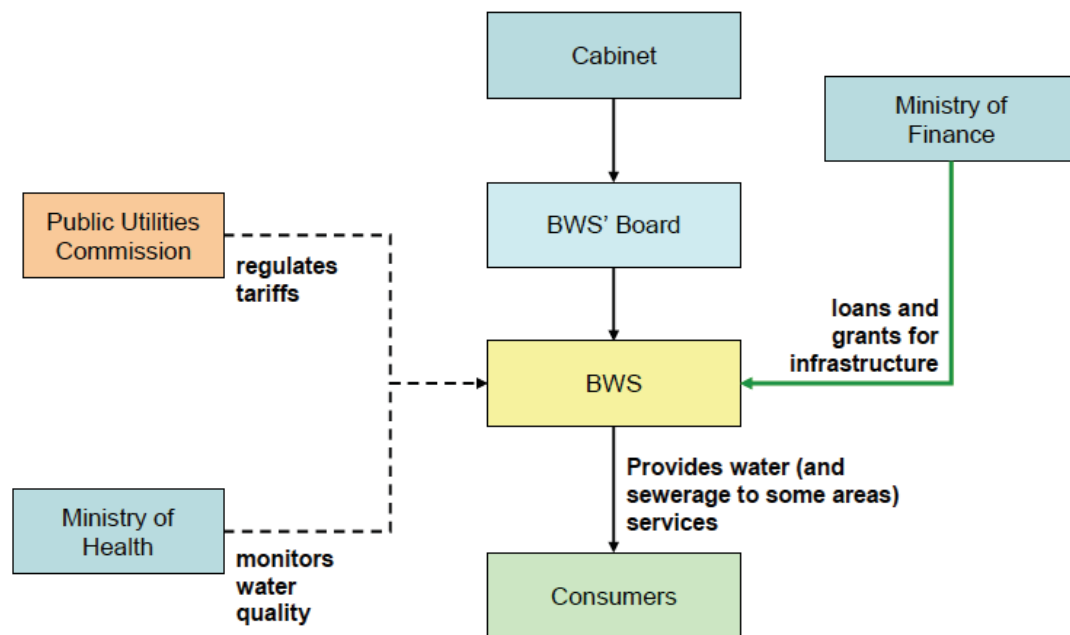 Cabinet
Ministry of
Finance
Public Utilities
Commission
BWS' Board
regulates
tariffs
loans and
grants for
infrastructure
BWS
Provides water (and
sewerage to some areas)
services
Ministry of
Health
monitors
water
quality
Consumers